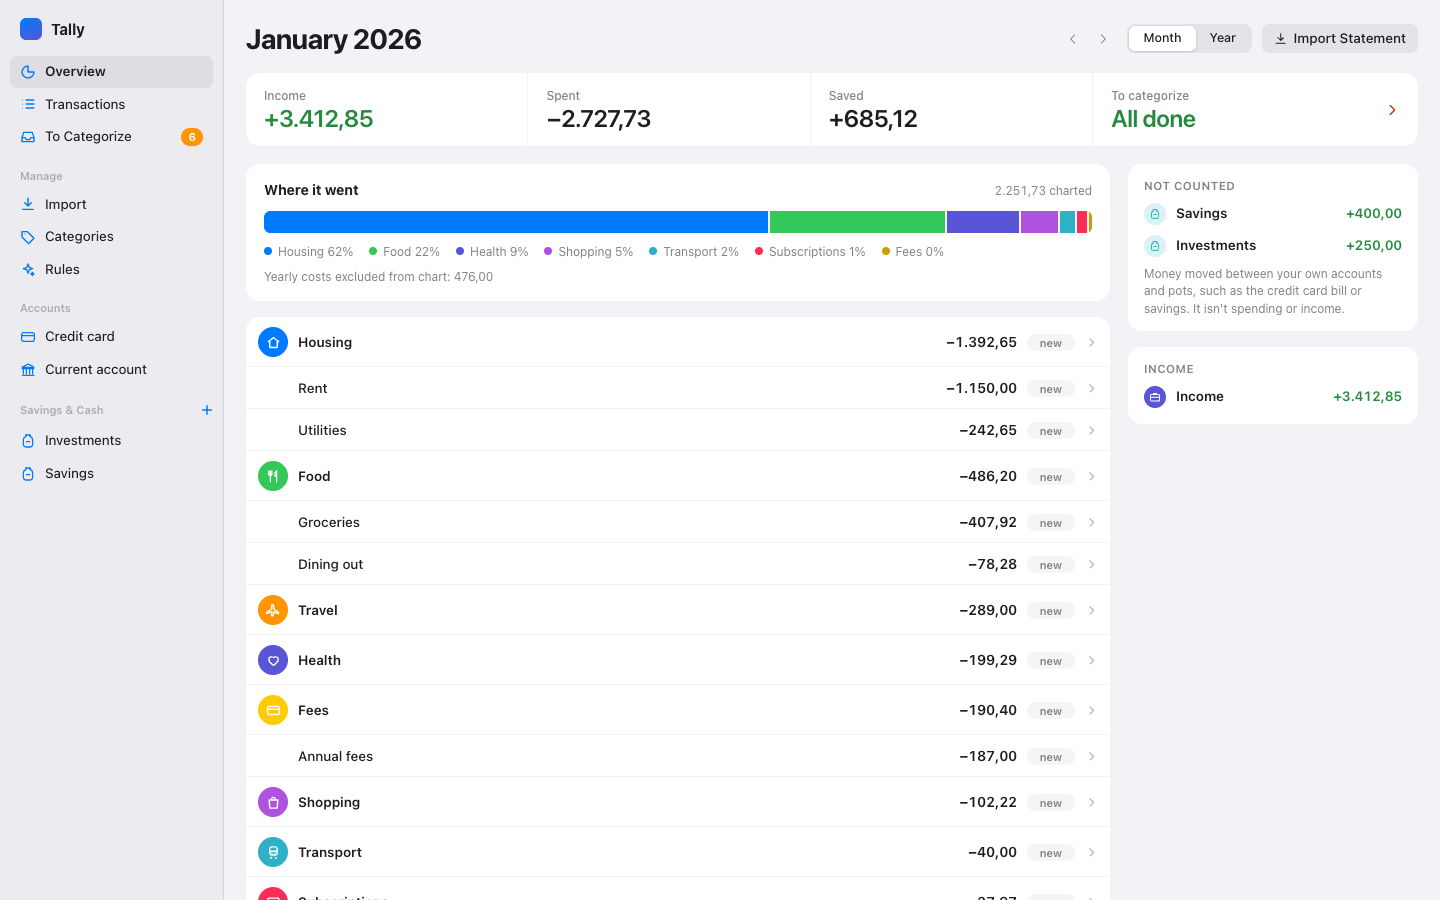 Tally
Overview
Transactions
To Categorize 6
Manage
Import
Categories
Rules
Accounts
Credit card
Current account
Savings & Cash
Investments
Savings
January 2026
Month Year Import Statement
Income
+3.412,85
Spent
−2.727,73
Saved
+685,12
To categorize
All done
Where it went 2.251,73 charted
Housing 62% Food 22% Health 9% Shopping 5% Transport 2% Subscriptions 1% Fees 0%
Yearly costs excluded from chart: 476,00
Housing −1.392,65 new
Rent −1.150,00 new
Utilities −242,65 new
Food −486,20 new
Groceries −407,92 new
Dining out −78,28 new
Travel −289,00 new
Health −199,29 new
Fees −190,40 new
Annual fees −187,00 new
Shopping −102,22 new
Transport −40,00 new
NOT COUNTED
Savings +400,00
Investments +250,00
Money moved between your own accounts
and pots, such as the credit card bill or
savings. It isn't spending or income.
INCOME
Income +3.412,85